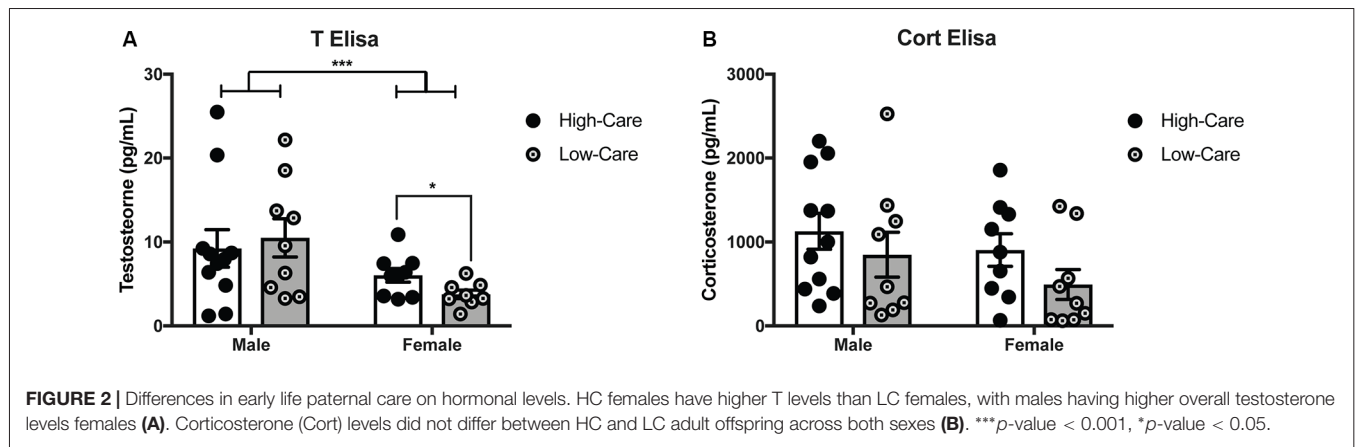 A
T Elisa
***
30
20
10
0
Testosteorne (pg/mL)
*
Male
Female
High-Care
Low-Care
B
Cort Elisa
3000
2000
1000
0
Corticosterone (pg/mL)
Male
Female
High-Care
Low-Care
FIGURE 2 | Differences in early life paternal care on hormonal levels. HC females have higher T levels than LC females, with males having higher overall testosterone
levels females (A). Corticosterone (Cort) levels did not differ between HC and LC adult offspring across both sexes (B). ***p-value < 0.001, *p-value < 0.05.